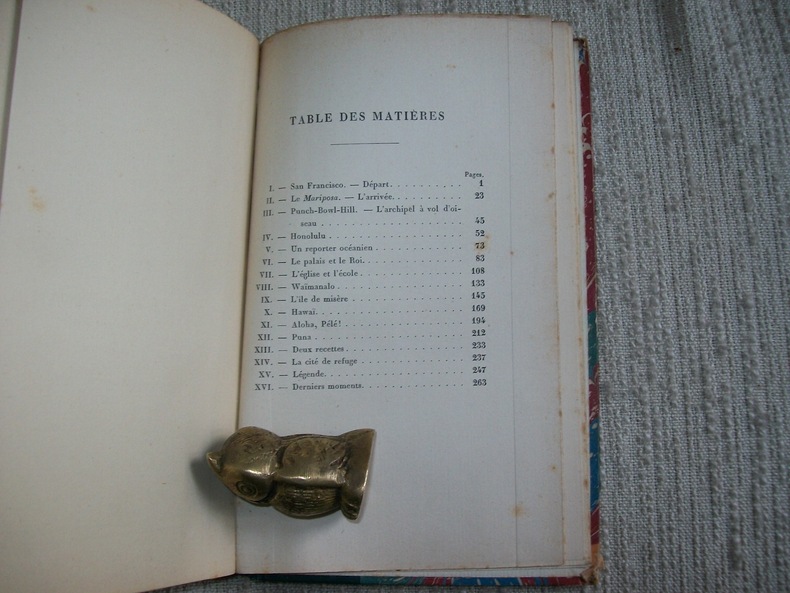 TABLE DES MATIÈRES
Pages.
I. — San Francisco. — Départ. . . . . . . . . . 1
II. — Le Mariposa. — L'arrivée. . . . . . . . . . 23
III. — Punch-Bowl-Hill. — L'archipel à vol d'oi-
seau . . . . . . . . . . . . . . . . . . . 45
IV. — Honolulu . . . . . . . . . . . . . . . . . . 52
V. — Un reporter océanien . . . . . . . . . . . . 73
VI. — Le palais et le Roi. . . . . . . . . . . . . 83
VII. — L'église et l'école . . . . . . . . . . . . . 108
VIII. — Waïmanalo . . . . . . . . . . . . . . . . . 133
IX. — L'île de misère . . . . . . . . . . . . . . . 145
X. — Hawaï. . . . . . . . . . . . . . . . . . . . 169
XI. — Aloha, Pélé! . . . . . . . . . . . . . . . . 194
XII. — Puna . . . . . . . . . . . . . . . . . . . . 212
XIII. — Deux recettes . . . . . . . . . . . . . . . . 233
XIV. — La cité de refuge . . . . . . . . . . . . . . 237
XV. — Légende. . . . . . . . . . . . . . . . . . . 247
XVI. — Derniers moments. . . . . . . . . . . . . . . 263